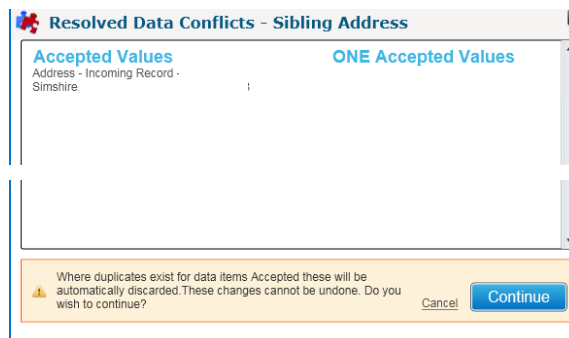 Resolved Data Conflicts - Sibling Address
Accepted Values
ONE Accepted Values
Address - Incoming Record -
Simshire
Where duplicates exist for data items Accepted these will be
automatically discarded.These changes cannot be undone. Do you
wish to continue?
Cancel
Continue